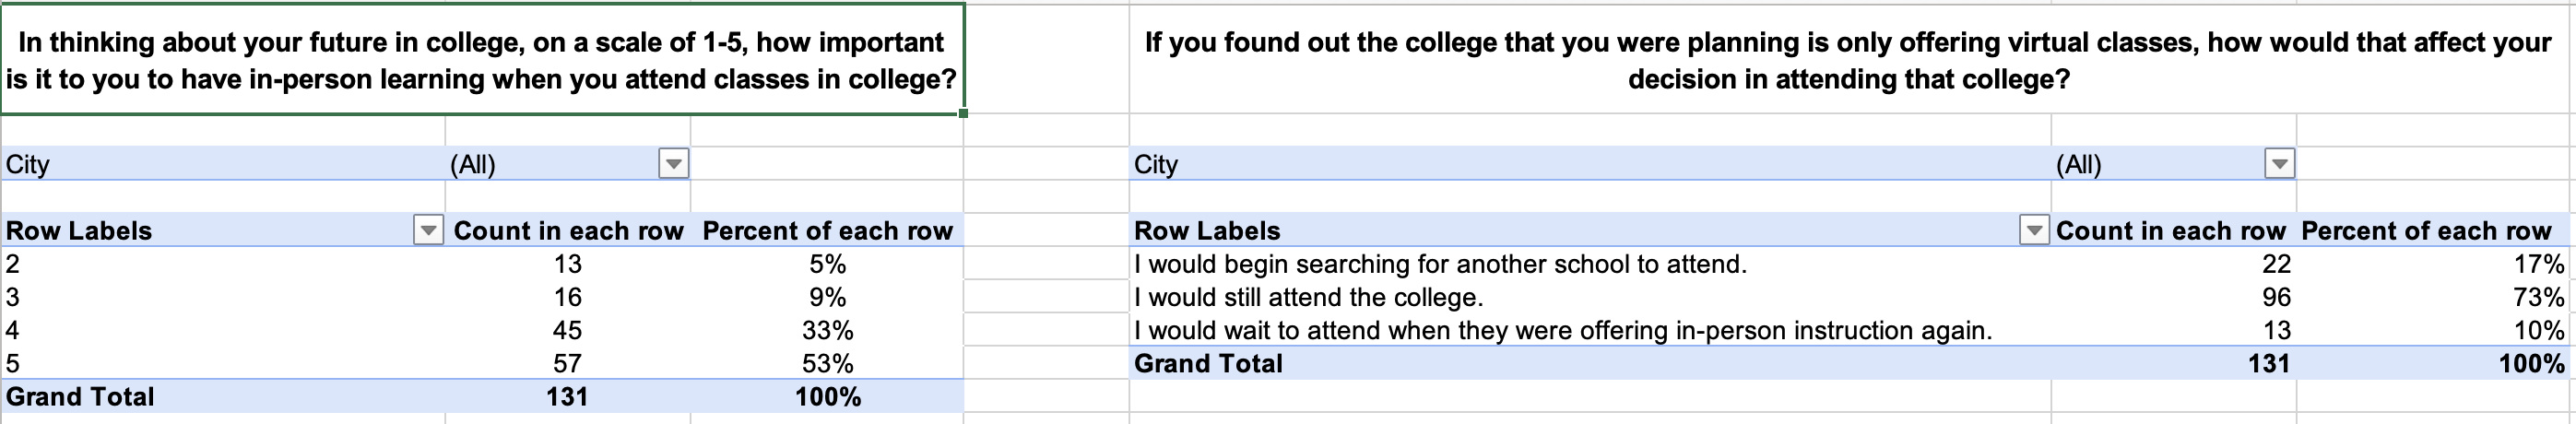 In thinking about your future in college, on a scale of 1-5, how important
is it to you to have in-person learning when you attend classes in college?
City (All)
Row Labels Count in each row Percent of each row
2 13 5%
3 16 9%
4 45 33%
5 57 53%
Grand Total 131 100%
If you found out the college that you were planning is only offering virtual classes, how would that affect your
decision in attending that college?
City (All)
Row Labels Count in each row Percent of each row
I would begin searching for another school to attend. 22 17%
I would still attend the college. 96 73%
I would wait to attend when they were offering in-person instruction again. 13 10%
Grand Total 131 100%